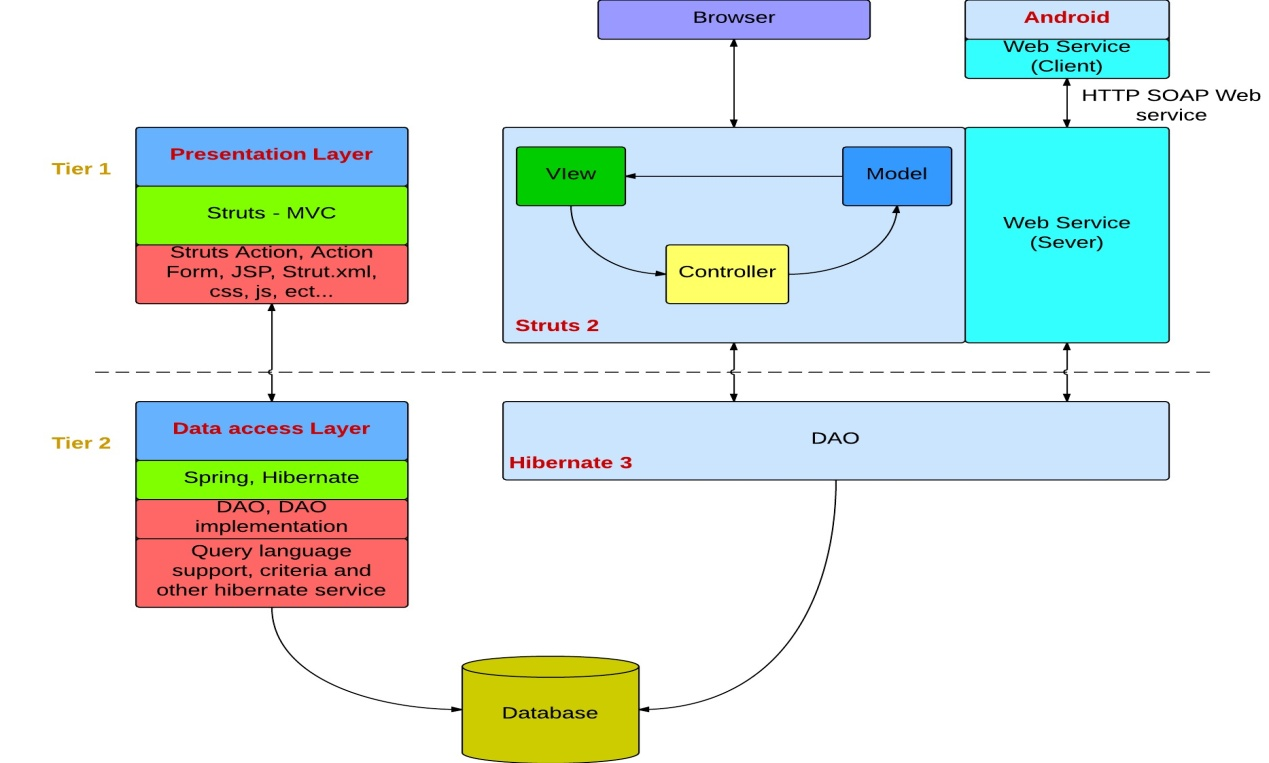 Browser
Android
Web Service
(Client)
HTTP SOAP Web
service
Tier 1
Presentation Layer
Struts - MVC
Struts Action, Action
Form, JSP, Strut.xml,
css, js, ect...
VIew
Model
Controller
Struts 2
Web Service
(Sever)
Tier 2
Data access Layer
Spring, Hibernate
DAO, DAO
implementation
Query language
support, criteria and
other hibernate service
DAO
Hibernate 3
Database